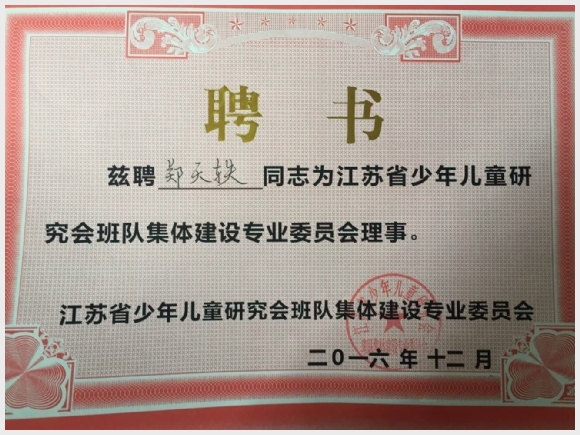 聘 书
兹聘 郑天轶 同志为江苏省少年儿童研
究会班队集体建设专业委员会理事。
江苏省少年儿童研究会班队集体建设专业委员会
二〇一六年十二月